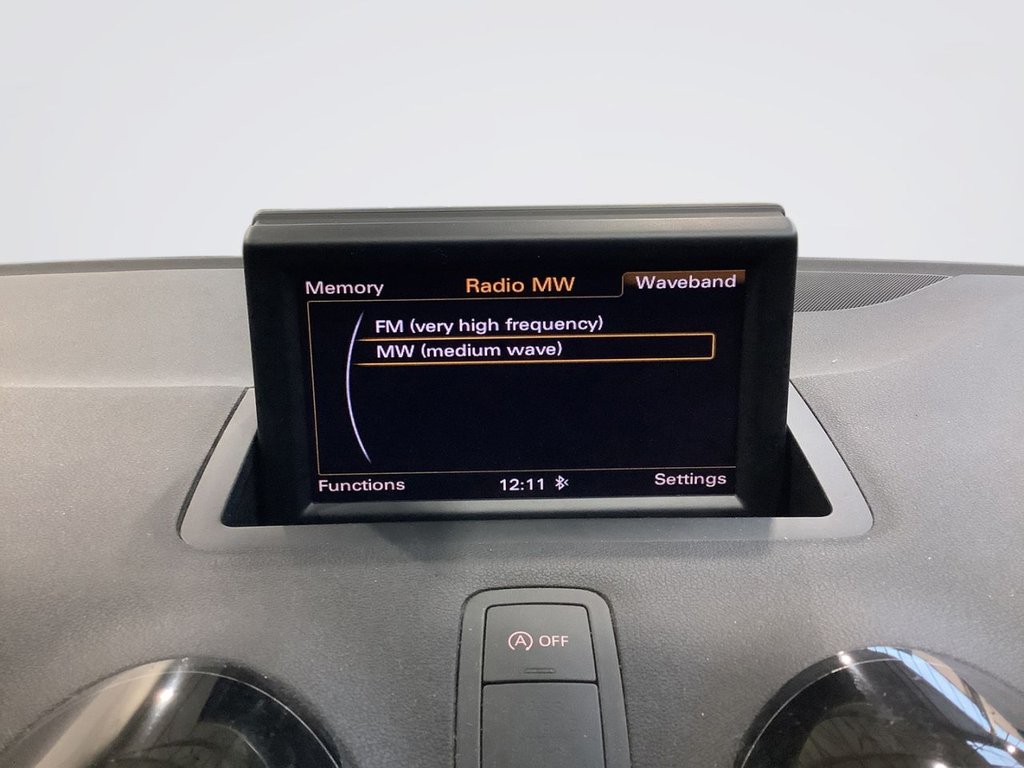 Memory Radio MW Waveband
FM (very high frequency)
MW (medium wave)
Functions 12:11 Settings
A OFF